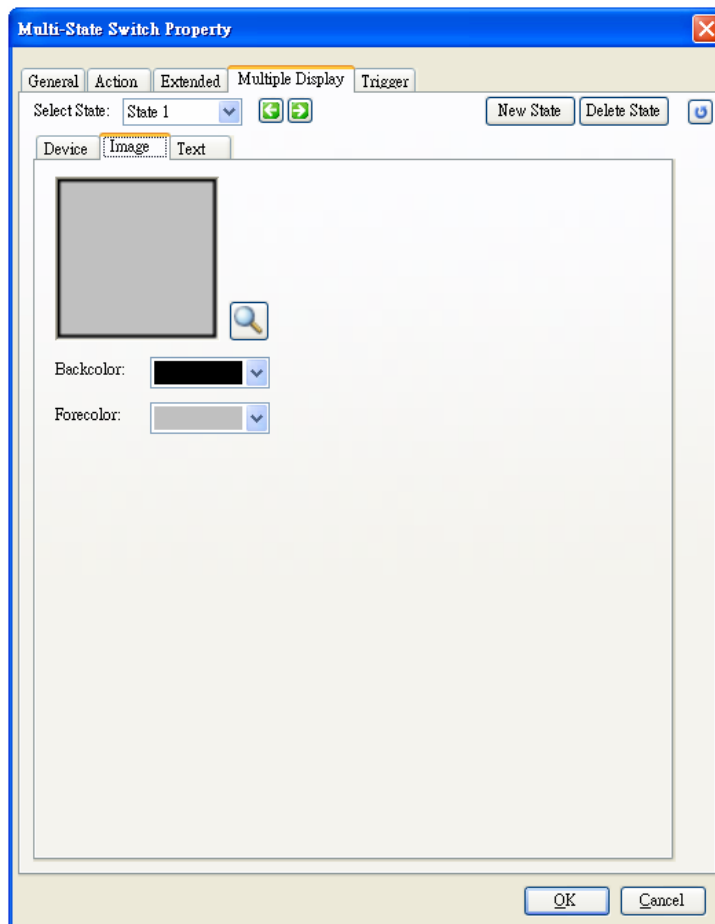 Multi-State Switch Property
General Action Extended Multiple Display Trigger
Select State: State 1 New State Delete State
Device Image Text
Backcolor:
Forecolor:
OK Cancel